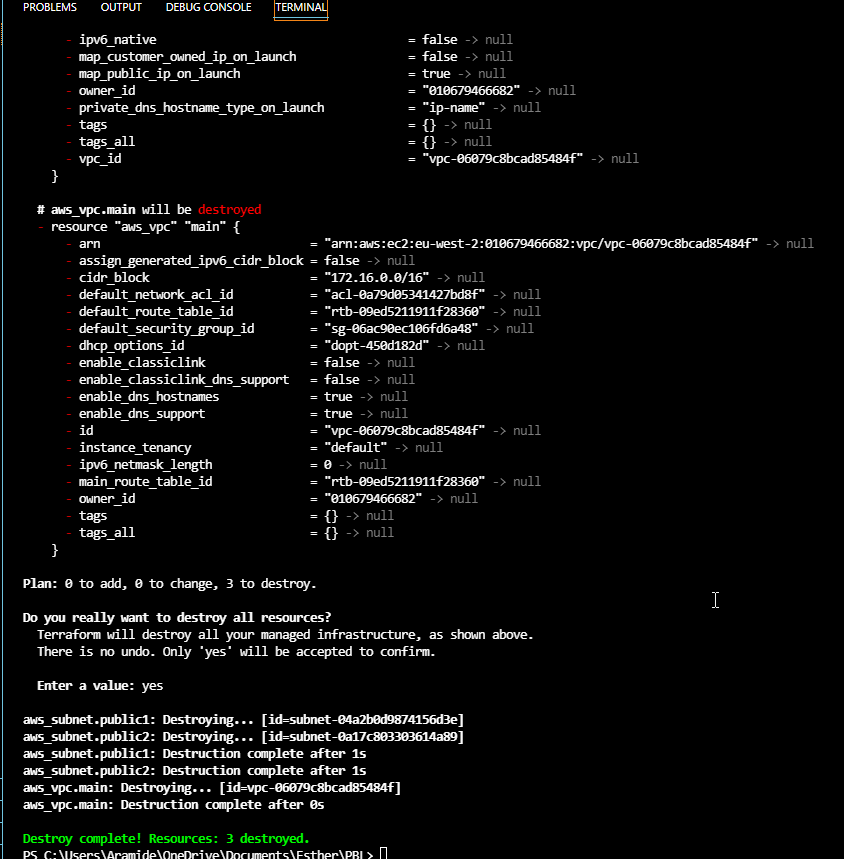 PROBLEMS OUTPUT DEBUG CONSOLE TERMINAL
- ipv6_native = false -> null
- map_customer_owned_ip_on_launch = false -> null
- map_public_ip_on_launch = true -> null
- owner_id = "010679466682" -> null
- private_dns_hostname_type_on_launch = "ip-name" -> null
- tags = {} -> null
- tags_all = {} -> null
- vpc_id = "vpc-06079c8bcad85484f" -> null
}
# aws_vpc.main will be destroyed
- resource "aws_vpc" "main" {
- arn = "arn:aws:ec2:eu-west-2:010679466682:vpc/vpc-06079c8bcad85484f" -> null
- assign_generated_ipv6_cidr_block = false -> null
- cidr_block = "172.16.0.0/16" -> null
- default_network_acl_id = "acl-0a79d05341427bd8f" -> null
- default_route_table_id = "rtb-09ed5211911f28360" -> null
- default_security_group_id = "sg-06ac90ec106fd6a48" -> null
- dhcp_options_id = "dopt-450d182d" -> null
- enable_classiclink = false -> null
- enable_classiclink_dns_support = false -> null
- enable_dns_hostnames = true -> null
- enable_dns_support = true -> null
- id = "vpc-06079c8bcad85484f" -> null
- instance_tenancy = "default" -> null
- ipv6_netmask_length = 0 -> null
- main_route_table_id = "rtb-09ed5211911f28360" -> null
- owner_id = "010679466682" -> null
- tags = {} -> null
- tags_all = {} -> null
}
Plan: 0 to add, 0 to change, 3 to destroy.
Do you really want to destroy all resources?
Terraform will destroy all your managed infrastructure, as shown above.
There is no undo. Only 'yes' will be accepted to confirm.
Enter a value: yes
aws_subnet.public1: Destroying... [id=subnet-04a2b0d9874156d3e]
aws_subnet.public2: Destroying... [id=subnet-0a17c803303614a89]
aws_subnet.public1: Destruction complete after 1s
aws_subnet.public2: Destruction complete after 1s
aws_vpc.main: Destroying... [id=vpc-06079c8bcad85484f]
aws_vpc.main: Destruction complete after 0s
Destroy complete! Resources: 3 destroyed.
PS C:\Users\Aramide\OneDrive\Documents\Esther\PBL>